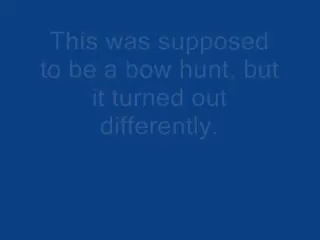 This was supposed
to be a bow hunt, but
it turned out
differently.